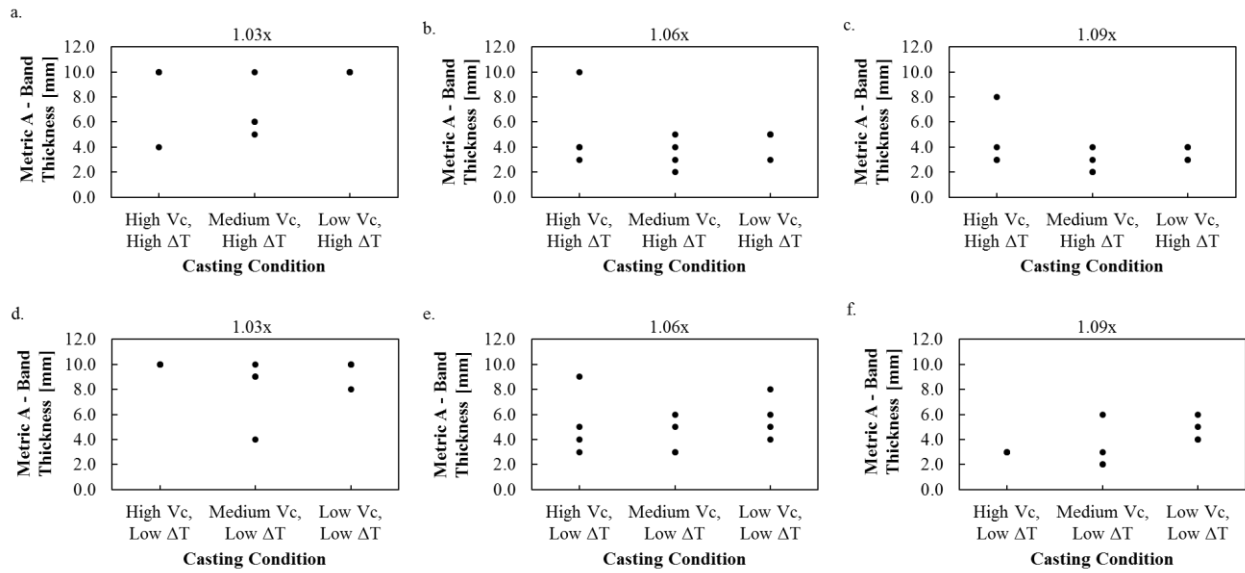 a.
1.03x
Metric A - Band
Thickness [mm]
12.0
10.0
8.0
6.0
4.0
2.0
0.0
High Vc, Medium Vc, Low Vc,
High ΔT High ΔT High ΔT
Casting Condition
b.
1.06x
Metric A - Band
Thickness [mm]
12.0
10.0
8.0
6.0
4.0
2.0
0.0
High Vc, Medium Vc, Low Vc,
High ΔT High ΔT High ΔT
Casting Condition
c.
1.09x
Metric A - Band
Thickness [mm]
12.0
10.0
8.0
6.0
4.0
2.0
0.0
High Vc, Medium Vc, Low Vc,
High ΔT High ΔT High ΔT
Casting Condition
d.
1.03x
Metric A - Band
Thickness [mm]
12.0
10.0
8.0
6.0
4.0
2.0
0.0
High Vc, Medium Vc, Low Vc,
Low ΔT Low ΔT Low ΔT
Casting Condition
e.
1.06x
Metric A - Band
Thickness [mm]
12.0
10.0
8.0
6.0
4.0
2.0
0.0
High Vc, Medium Vc, Low Vc,
Low ΔT Low ΔT Low ΔT
Casting Condition
f.
1.09x
Metric A - Band
Thickness [mm]
12.0
10.0
8.0
6.0
4.0
2.0
0.0
High Vc, Medium Vc, Low Vc,
Low ΔT Low ΔT Low ΔT
Casting Condition